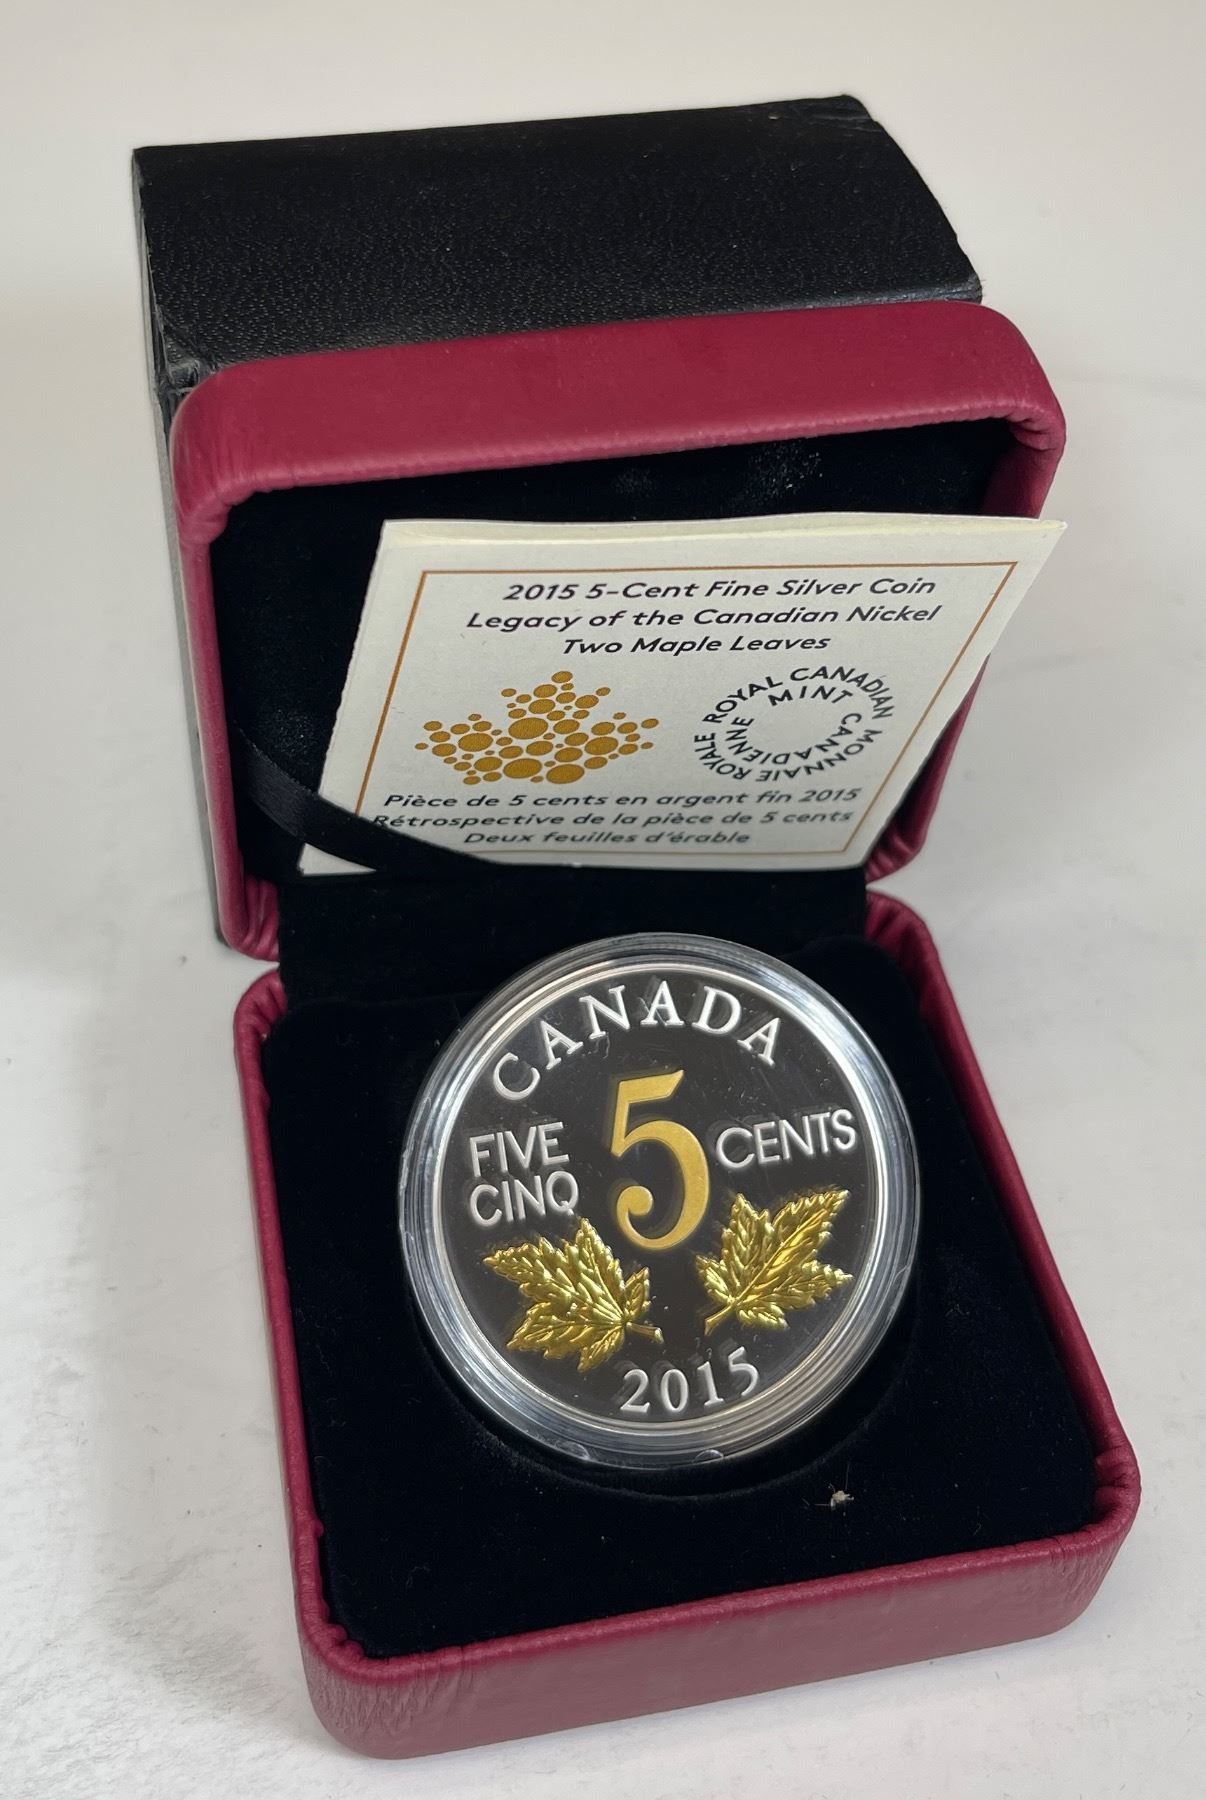 2015 5-Cent Fine Silver Coin
Legacy of the Canadian Nickel
Two Maple Leaves
ROYAL CANADIAN MINT
MONNAIE ROYALE CANADIENNE
Pièce de 5 cents en argent fin 2015
Rétrospective de la pièce de 5 cents
Deux feuilles d'érable
CANADA
FIVE 5 CENTS
CINQ
2015